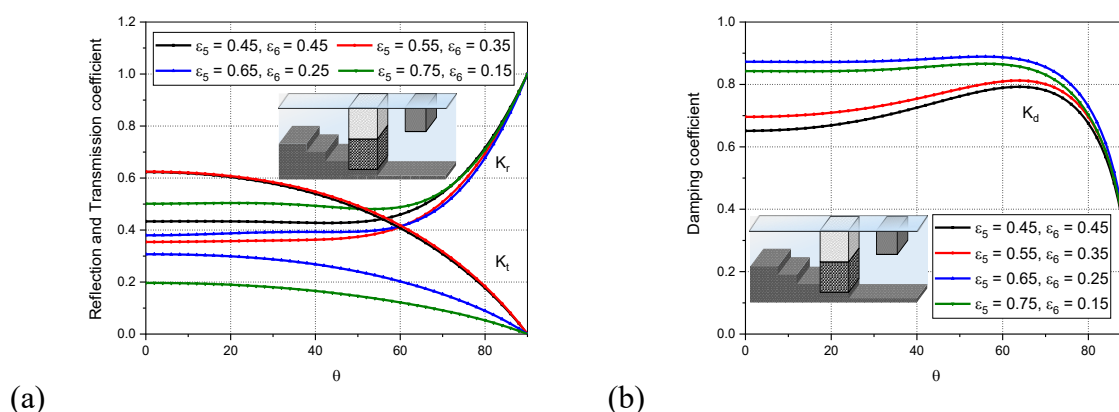 1.2
1.0
0.8
0.6
0.4
0.2
0.0
Reflection and Transmission coefficient
ε5 = 0.45, ε6 = 0.45
ε5 = 0.55, ε6 = 0.35
ε5 = 0.65, ε6 = 0.25
ε5 = 0.75, ε6 = 0.15
Kr
Kt
0 20 40 60 80
θ
(a)
1.0
0.8
0.6
0.4
0.2
0.0
Damping coefficient
Kd
ε5 = 0.45, ε6 = 0.45
ε5 = 0.55, ε6 = 0.35
ε5 = 0.65, ε6 = 0.25
ε5 = 0.75, ε6 = 0.15
0 20 40 60 80
θ
(b)